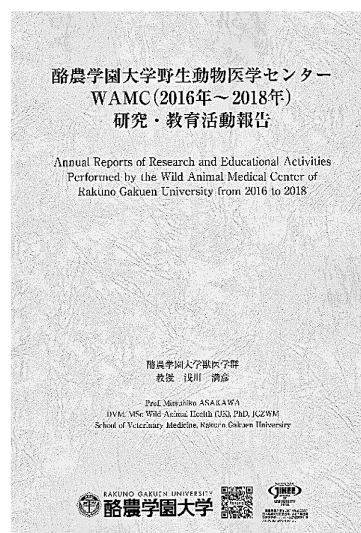 酪農学園大学野生動物医学センター
WAMC(2016年～2018年)
研究・教育活動報告
Annual Reports of Research and Educational Activities
Performed by the Wild Animal Medical Center of
Rakuno Gakuen University from 2016 to 2018
酪農学園大学獣医学群
教授 浅川 満彦
Prof. Mitsuhiko ASAKAWA
DVM, MSc Wild Animal Health (UK), PhD, JCZWM
School of Veterinary Medicine, Rakuno Gakuen University
RAKUNO GAKUEN UNIVERSITY
酪農学園大学
JIHEE